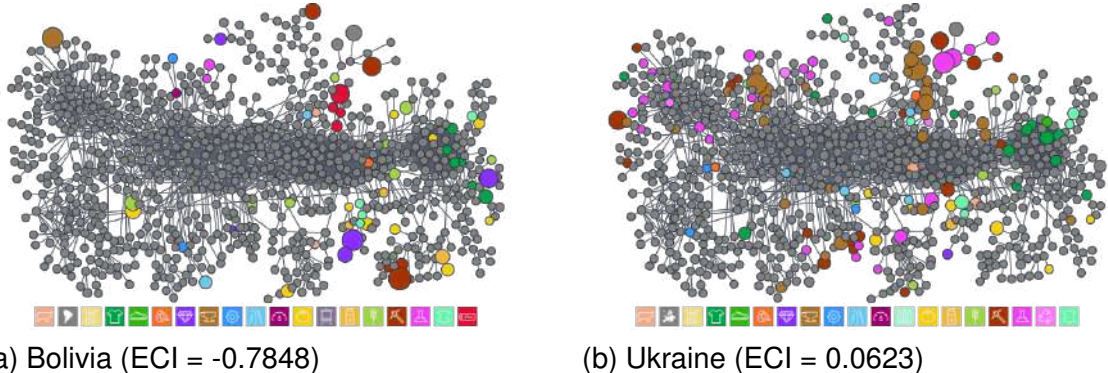 a) Bolivia (ECI = -0.7848)
(b) Ukraine (ECI = 0.0623)